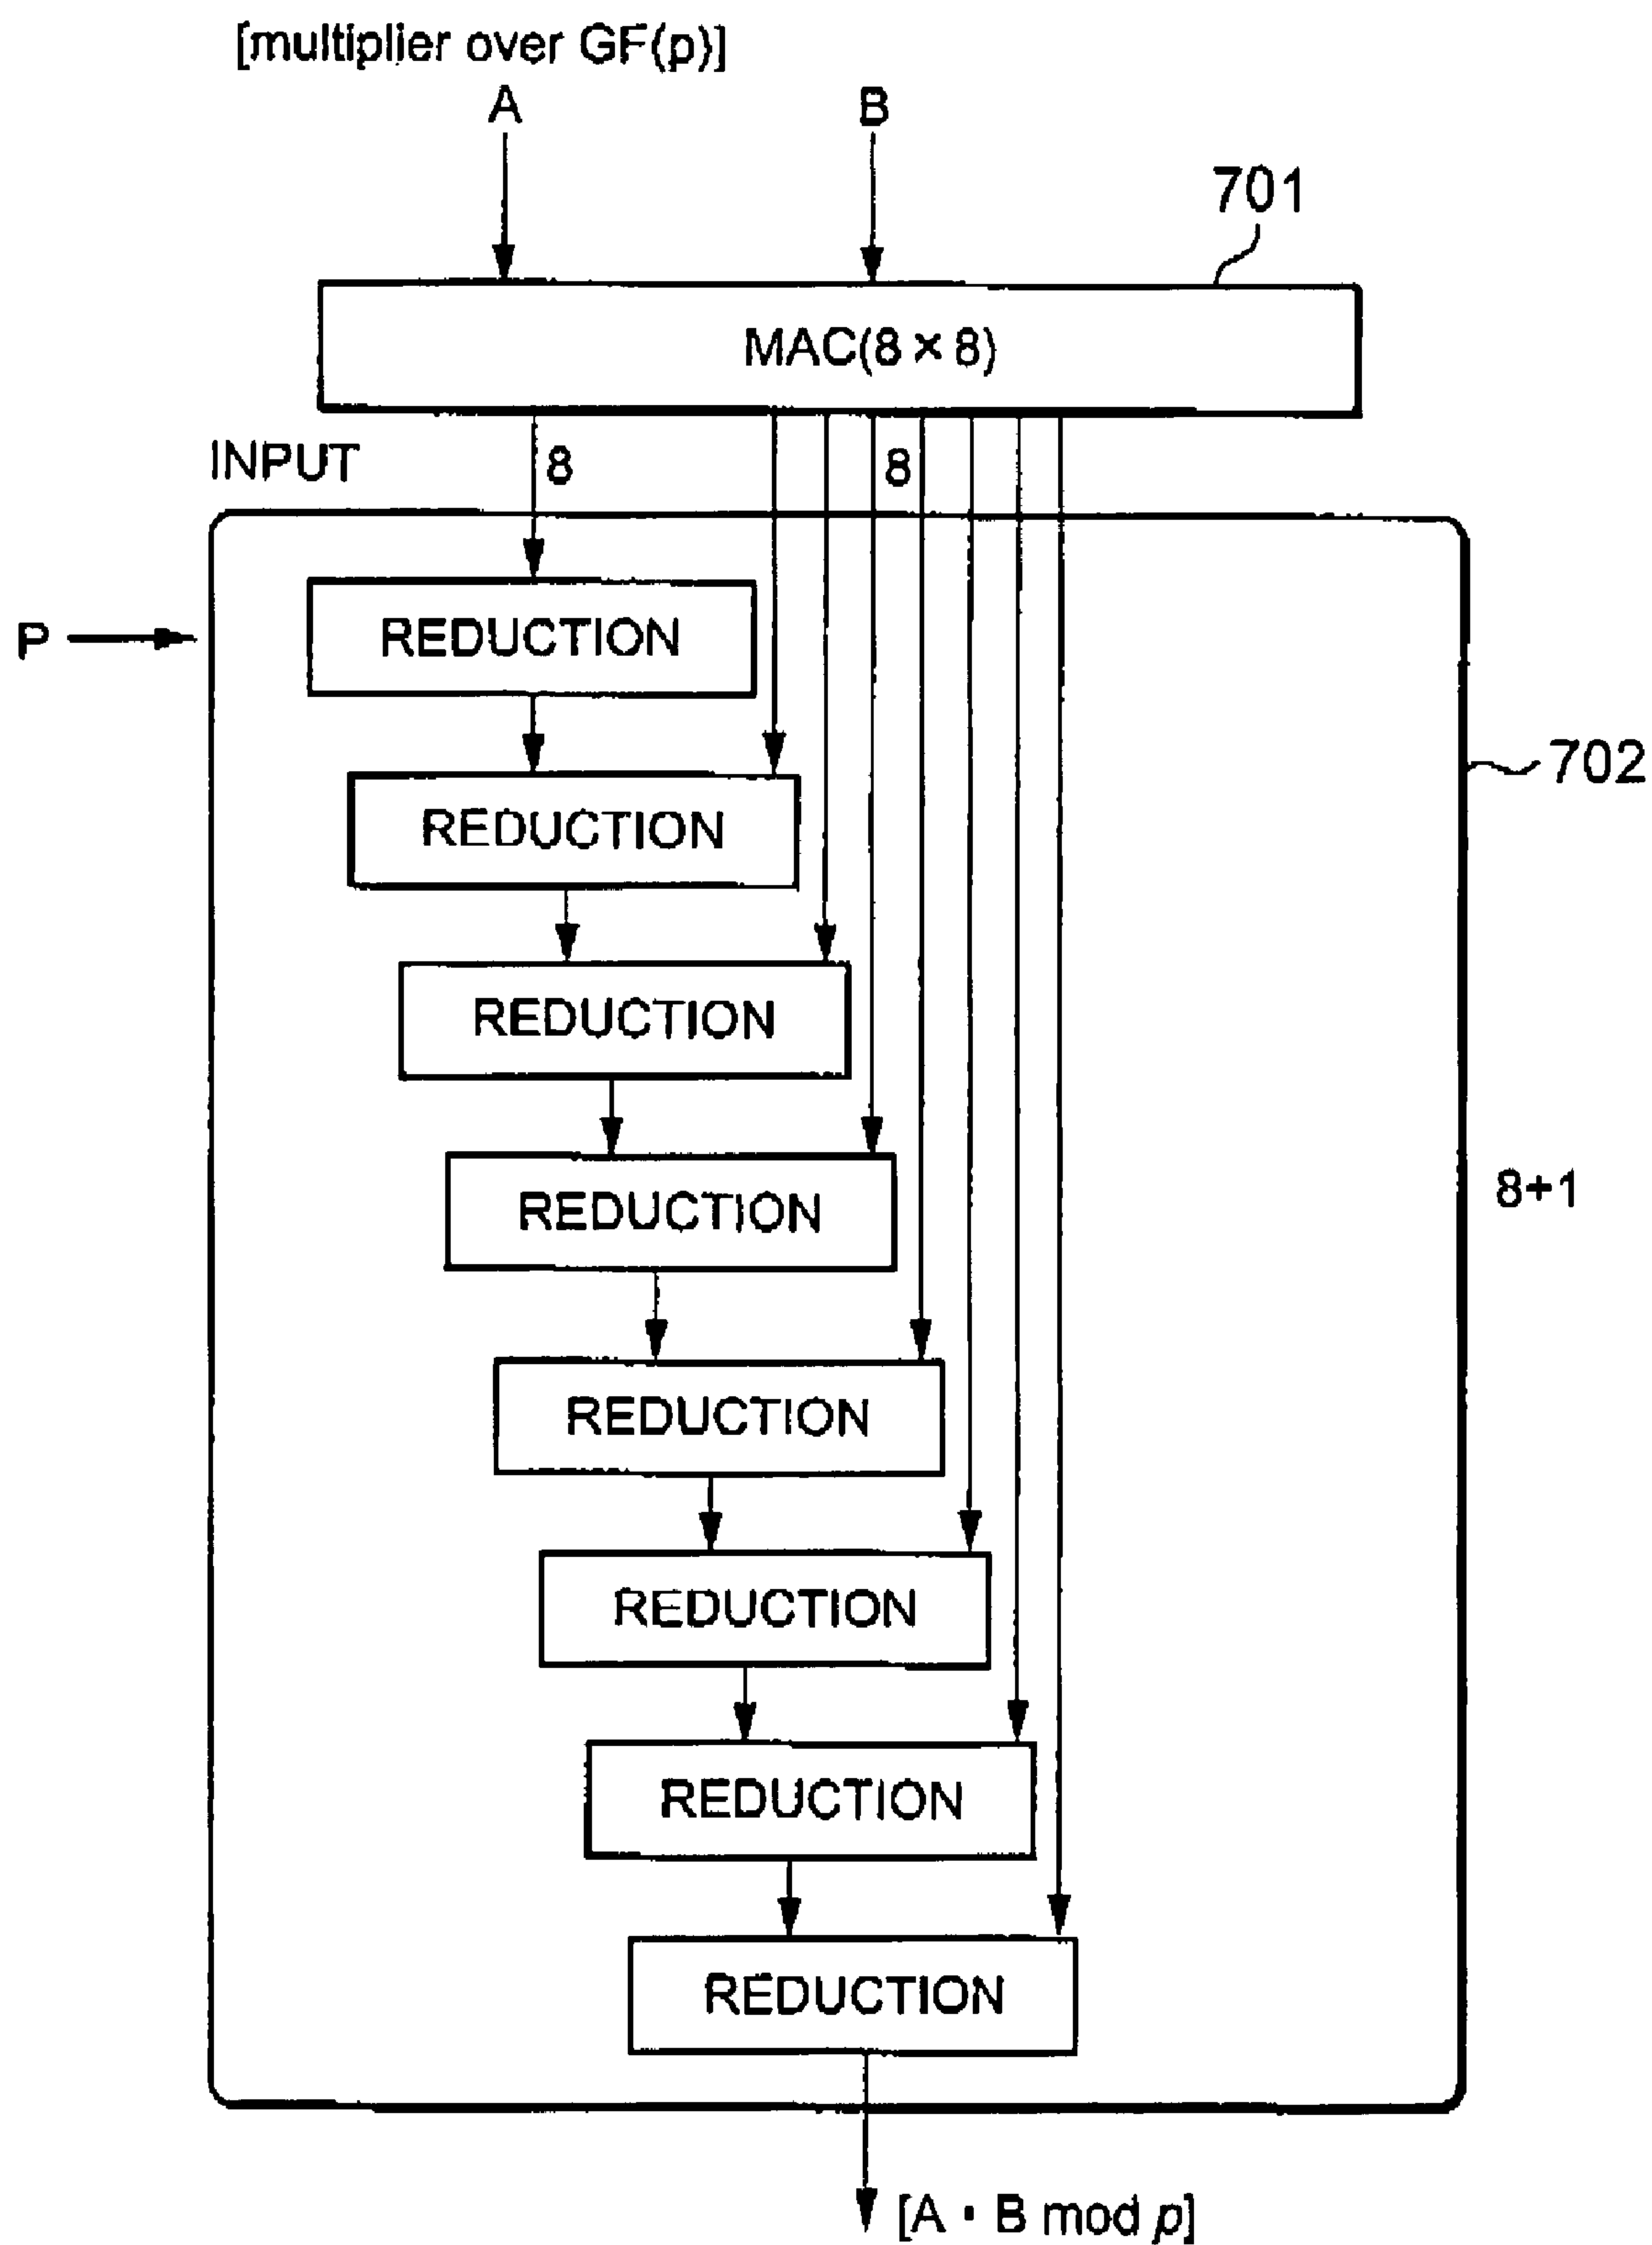 [multiplier over GF(p)]
A B
701
MAC(8 × 8)
INPUT 8 8
REDUCTION
P
REDUCTION
702
REDUCTION
REDUCTION
8+1
REDUCTION
REDUCTION
REDUCTION
REDUCTION
[A・B mod p]